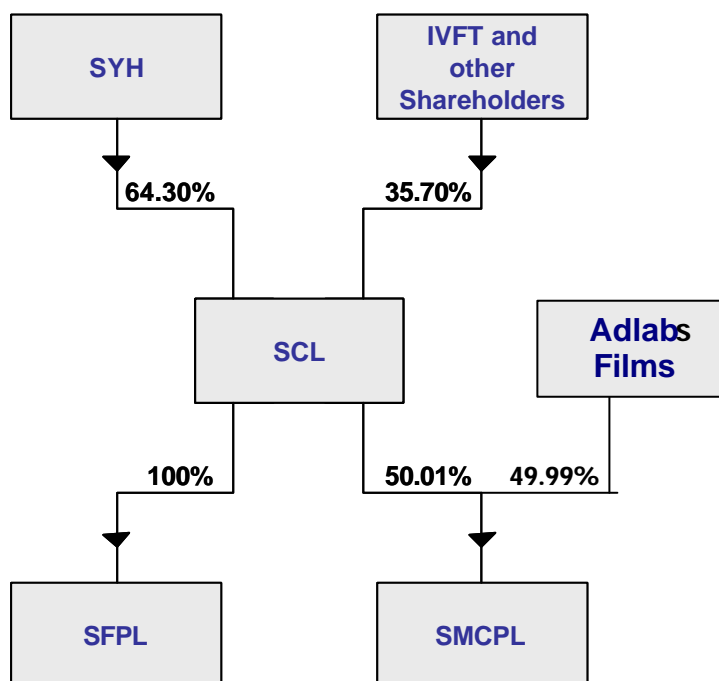 SYH
IVFT and
other
Shareholders
64.30%
35.70%
SCL
Adlabs
Films
100%
50.01%
49.99%
SFPL
SMCPL